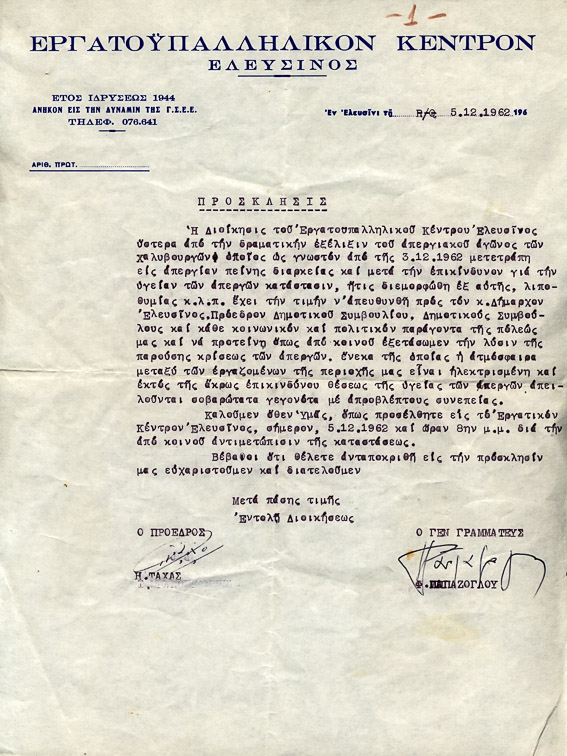 -1-
ΕΡΓΑΤΟΫΠΑΛΛΗΛΙΚΟΝ ΚΕΝΤΡΟΝ
ΕΛΕΥΣΙΝΟΣ
ΕΤΟΣ ΙΔΡΥΣΕΩΣ 1944
ΑΝΗΚΟΝ ΕΙΣ ΤΗΝ ΔΥΝΑΜΙΝ ΤΗΣ Γ.Σ.Ε.Ε.
ΤΗΛΕΦ. 076.641
Ἐν Ἐλευσῖνι τῇ 5.12.1962 196
ΑΡΙΘ. ΠΡΩΤ.
ΠΡΟΣΚΛΗΣΙΣ
Ἡ Διοίκησις τοῦ Ἐργατουπαλληλικοῦ Κέντρου Ἐλευσῖνος
ὕστερα ἀπό τήν δραματικήν ἐξέλιξιν τοῦ ἀπεργιακοῦ ἀγῶνος τῶν
χαλυβουργῶν ὁ ὁποῖος ὡς γνωστόν ἀπό τῆς 3.12.1962 μετετράπη
εἰς ἀπεργίαν πείνης διαρκείας καί μετά τήν ἐπικίνδυνον γιά τήν
ὑγείαν τῶν ἀπεργῶν κατάστασιν, ἥτις διεμορφώθη ἐξ αὐτῆς, λιπο-
θυμίας κ.λ.π. ἔχει τήν τιμήν ν'ἀπευθυνθῆ πρός τόν κ.Δήμαρχον
Ἐλευσῖνος,Πρόεδρον Δημοτικοῦ Συμβουλίου, Δημοτικούς Συμβού-
λους καί κάθε κοινωνικόν καί πολιτικόν παράγοντα τῆς πόλεώς
μας καί νά προτείνη ὅπως ἀπό κοινοῦ ἐξετάσωμεν τήν λύσιν τῆς
παρούσης κρίσεως τῶν ἀπεργῶν. ἕνεκα τῆς ὁποίας ἡ ἀτμόσφαιρα
μεταξύ τῶν ἐργαζομένων τῆς περιοχῆς μας εἶναι ἠλεκτρισμένη καί
ἐκτός τῆς ἄκρως ἐπικινδύνου θέσεως τῆς ὑγείας τῶν ἀπεργῶν ἀπει-
λοῦνται σοβαρώτατα γεγονότα μέ ἀπροβλέπτους συνεπείας.
Καλοῦμεν ὅθεν Ὑμᾶς, ὅπως προσέλθητε εἰς τό Ἐργατικόν
Κέντρον Ἐλευσῖνος, σήμερον, 5.12.1962 καί ὥραν 8ην μ.μ. διά τήν
ἀπό κοινοῦ ἀντιμετώπισιν τῆς καταστάσεως.
Βέβαιοι ὅτι θέλετε ἀνταποκριθῆ εἰς τήν πρόσκλησίν
μας εὐχαριστοῦμεν καί διατελοῦμεν
Μετά πάσης τιμῆς
Ἐντολῇ Διοικήσεως
Ο ΠΡΟΕΔΡΟΣ Ο ΓΕΝ ΓΡΑΜΜΑΤΕΥΣ
Η.ΤΑΧΑΣ Φ.ΠΑΠΑΖΟΓΛΟΥ